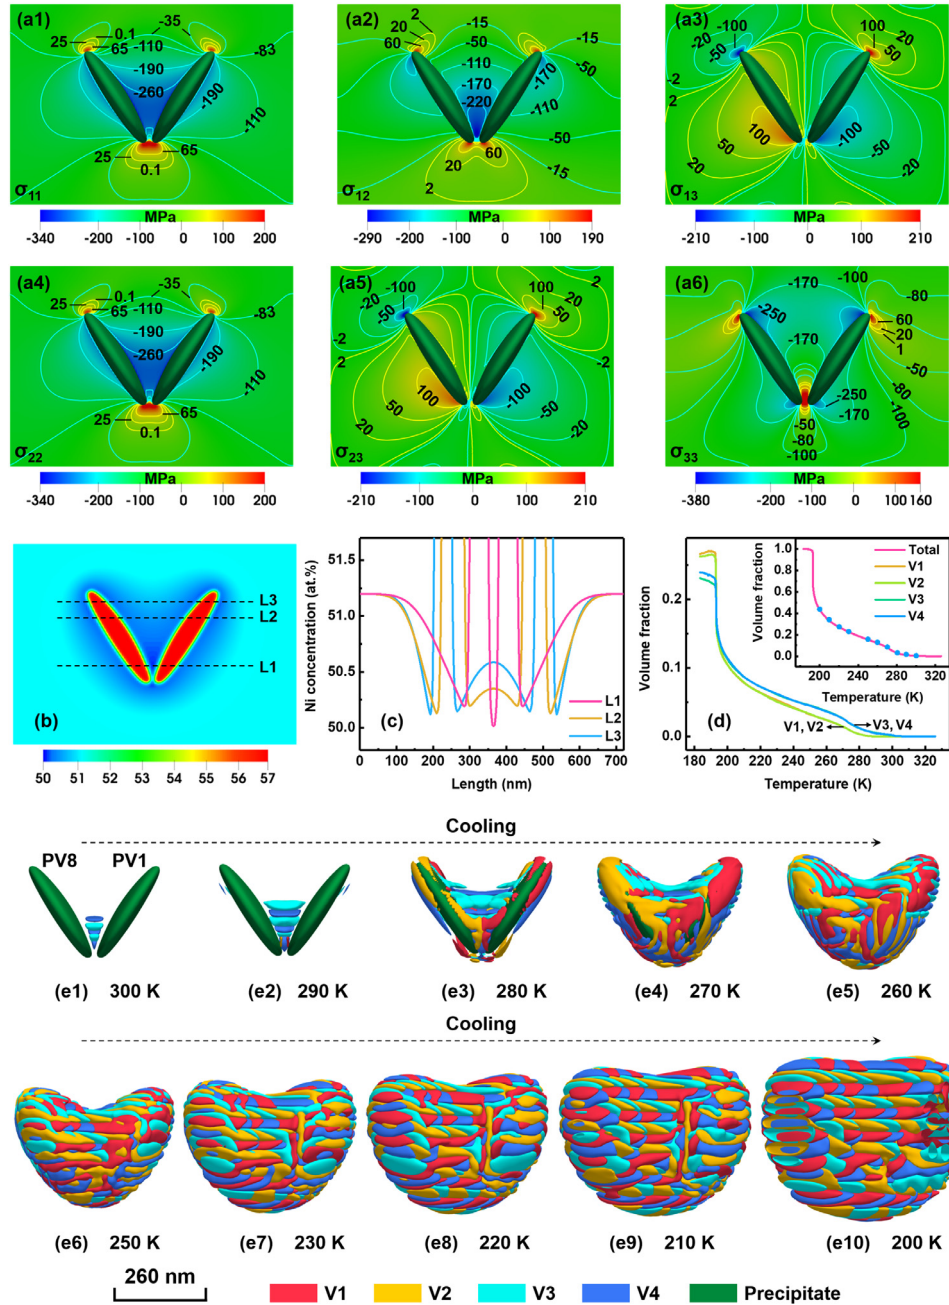 (a1)
0.1
-35
25
65
-110
-83
-190
-260
-190
-110
25
65
0.1
σ11
MPa
-340 -200 -100 0 100 200
(a2)
2
20
60
-15
-50
-15
-110
-170
-50
-170
-220
-110
-50
20
60
2
-15
σ12
MPa
-290 -200 -100 0 100 190
(a3)
-100
-20
-50
100
20
50
-2
2
-2
2
100
50
20
-100
-50
-20
σ13
MPa
-210 -100 0 100 210
(a4)
0.1
-35
25
65
-110
-83
-190
-260
-190
-110
25
65
0.1
σ22
MPa
-340 -200 -100 0 100 200
(a5)
-100
-20
-50
2
100
20
50
-2
2
-2
2
100
50
20
-100
-50
-20
σ23
MPa
-210 -100 0 100 210
(a6)
-170
-100
-80
-250
60
20
1
-170
-50
-80
-100
-250
-170
-50
-80
-100
σ33
MPa
-380 -200 -100 0 100 160
L3
L2
L1
(b)
50 51 52 53 54 55 56 57
Ni concentration (at.%)
51.5
51.0
50.5
50.0
(c)
L1
L2
L3
0 100 200 300 400 500 600 700
Length (nm)
Volume fraction
0.2
0.1
0.0
(d)
V1, V2
V3, V4
180 200 220 240 260 280 300 320
Temperature (K)
Volume fraction
1.0
0.8
0.6
0.4
0.2
0.0
Total
V1
V2
V3
V4
200 240 280 320
Temperature (K)
Cooling
PV8 PV1
(e1) 300 K
(e2) 290 K
(e3) 280 K
(e4) 270 K
(e5) 260 K
Cooling
(e6) 250 K
(e7) 230 K
(e8) 220 K
(e9) 210 K
(e10) 200 K
260 nm
V1
V2
V3
V4
Precipitate